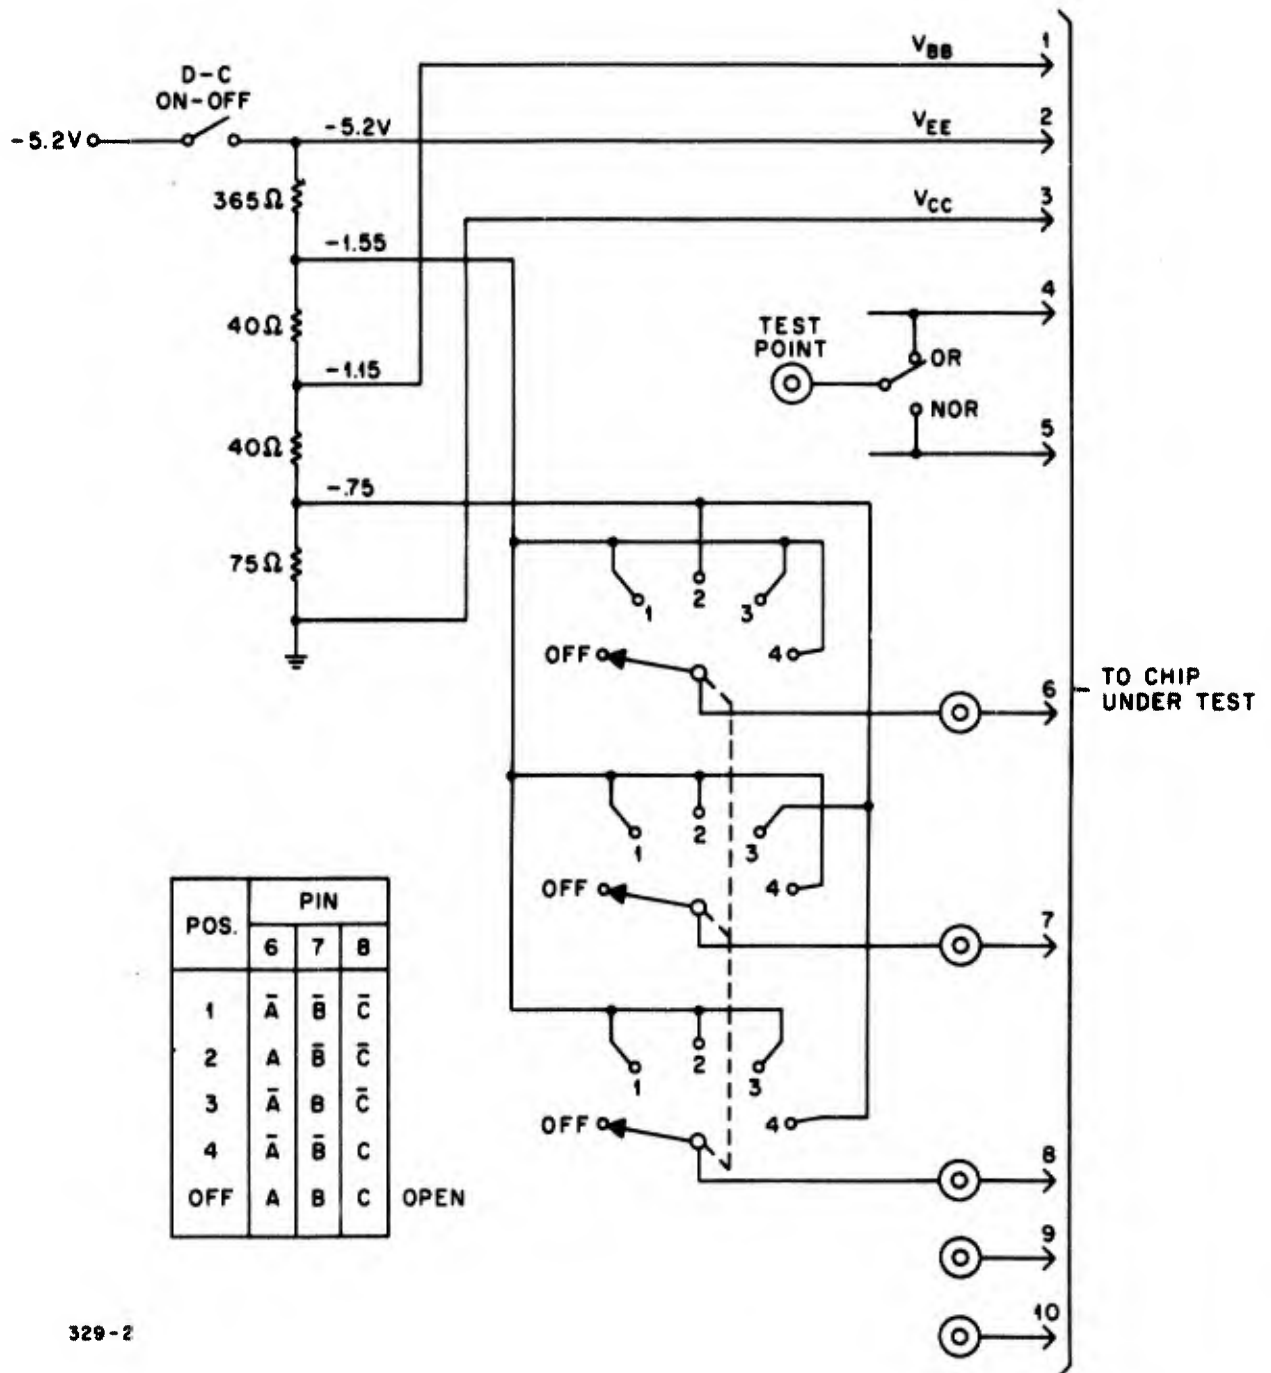 D-C
ON-OFF
-5.2V
-5.2V
365Ω
-1.55
40Ω
-1.15
40Ω
-.75
75Ω
VBB
1
VEE
2
VCC
3
4
TEST
POINT
OR
NOR
5
1
2
3
OFF
4
6
TO CHIP
UNDER TEST
1
2
3
OFF
4
7
1
2
3
OFF
4
8
9
10
POS. PIN
6 7 8
1 A̅ B̅ C̅
2 A B̅ C̅
3 A̅ B C̅
4 A̅ B̅ C
OFF A B C OPEN
329-2